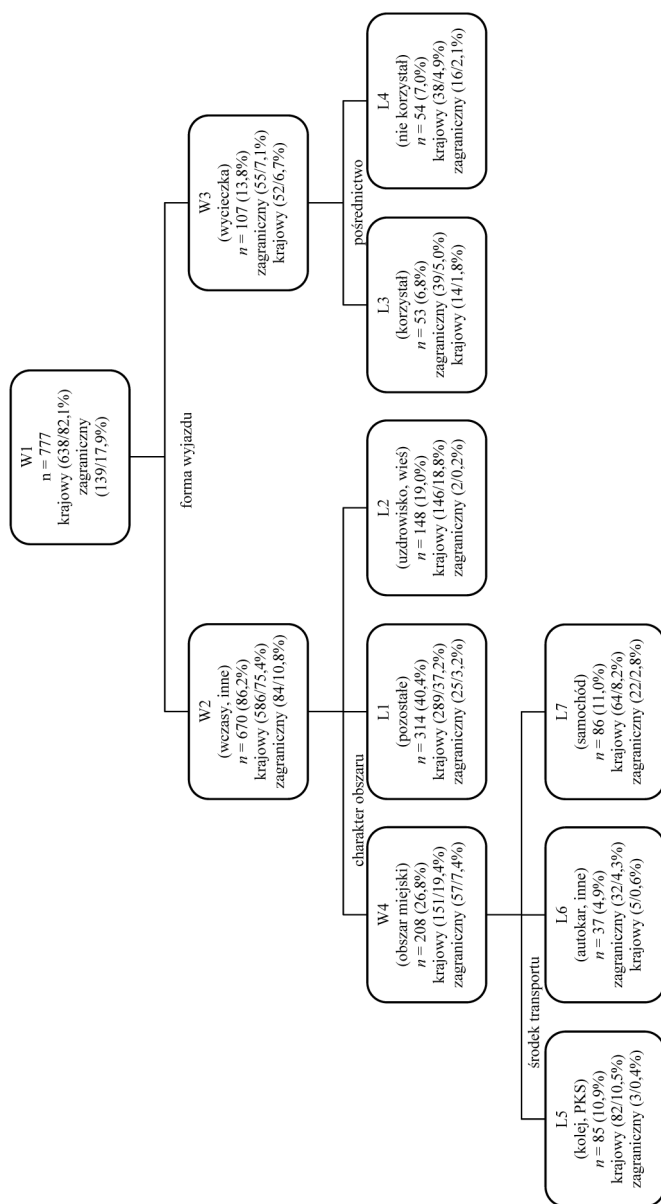 W1
n = 777
krajowy (638/82,1%)
zagraniczny
(139/17,9%)
forma wyjazdu
W2
(wczasy, inne)
n = 670 (86,2%)
krajowy (586/75,4%)
zagraniczny (84/10,8%)
W3
(wycieczka)
n = 107 (13,8%)
zagraniczny (55/7,1%)
krajowy (52/6,7%)
charakter obszaru
pośrednictwo
W4
(obszar miejski)
n = 208 (26,8%)
krajowy (151/19,4%)
zagraniczny (57/7,4%)
L1
(pozostałe)
n = 314 (40,4%)
krajowy (289/37,2%)
zagraniczny (25/3,2%)
L2
(uzdrowisko, wieś)
n = 148 (19,0%)
krajowy (146/18,8%)
zagraniczny (2/0,2%)
L3
(korzystał)
n = 53 (6,8%)
zagraniczny (39/5,0%)
krajowy (14/1,8%)
L4
(nie korzystał)
n = 54 (7,0%)
krajowy (38/4,9%)
zagraniczny (16/2,1%)
środek transportu
L5
(kolej, PKS)
n = 85 (10,9%)
krajowy (82/10,5%)
zagraniczny (3/0,4%)
L6
(autokar, inne)
n = 37 (4,9%)
zagraniczny (32/4,3%)
krajowy (5/0,6%)
L7
(samochód)
n = 86 (11,0%)
krajowy (64/8,2%)
zagraniczny (22/2,8%)